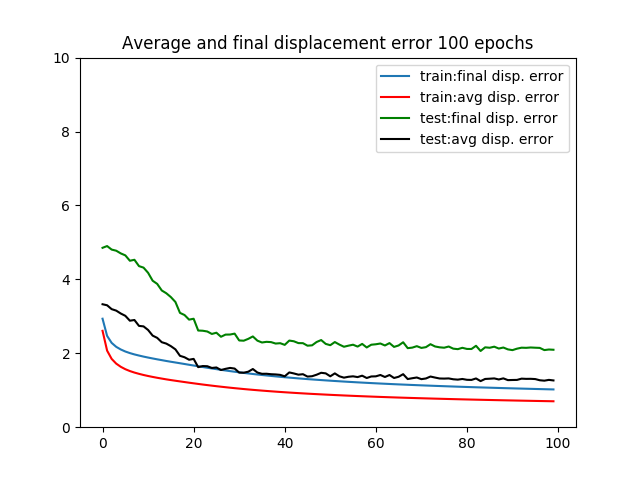 Average and final displacement error 100 epochs
train:final disp. error
train:avg disp. error
test:final disp. error
test:avg disp. error
10
8
6
4
2
0
0 20 40 60 80 100